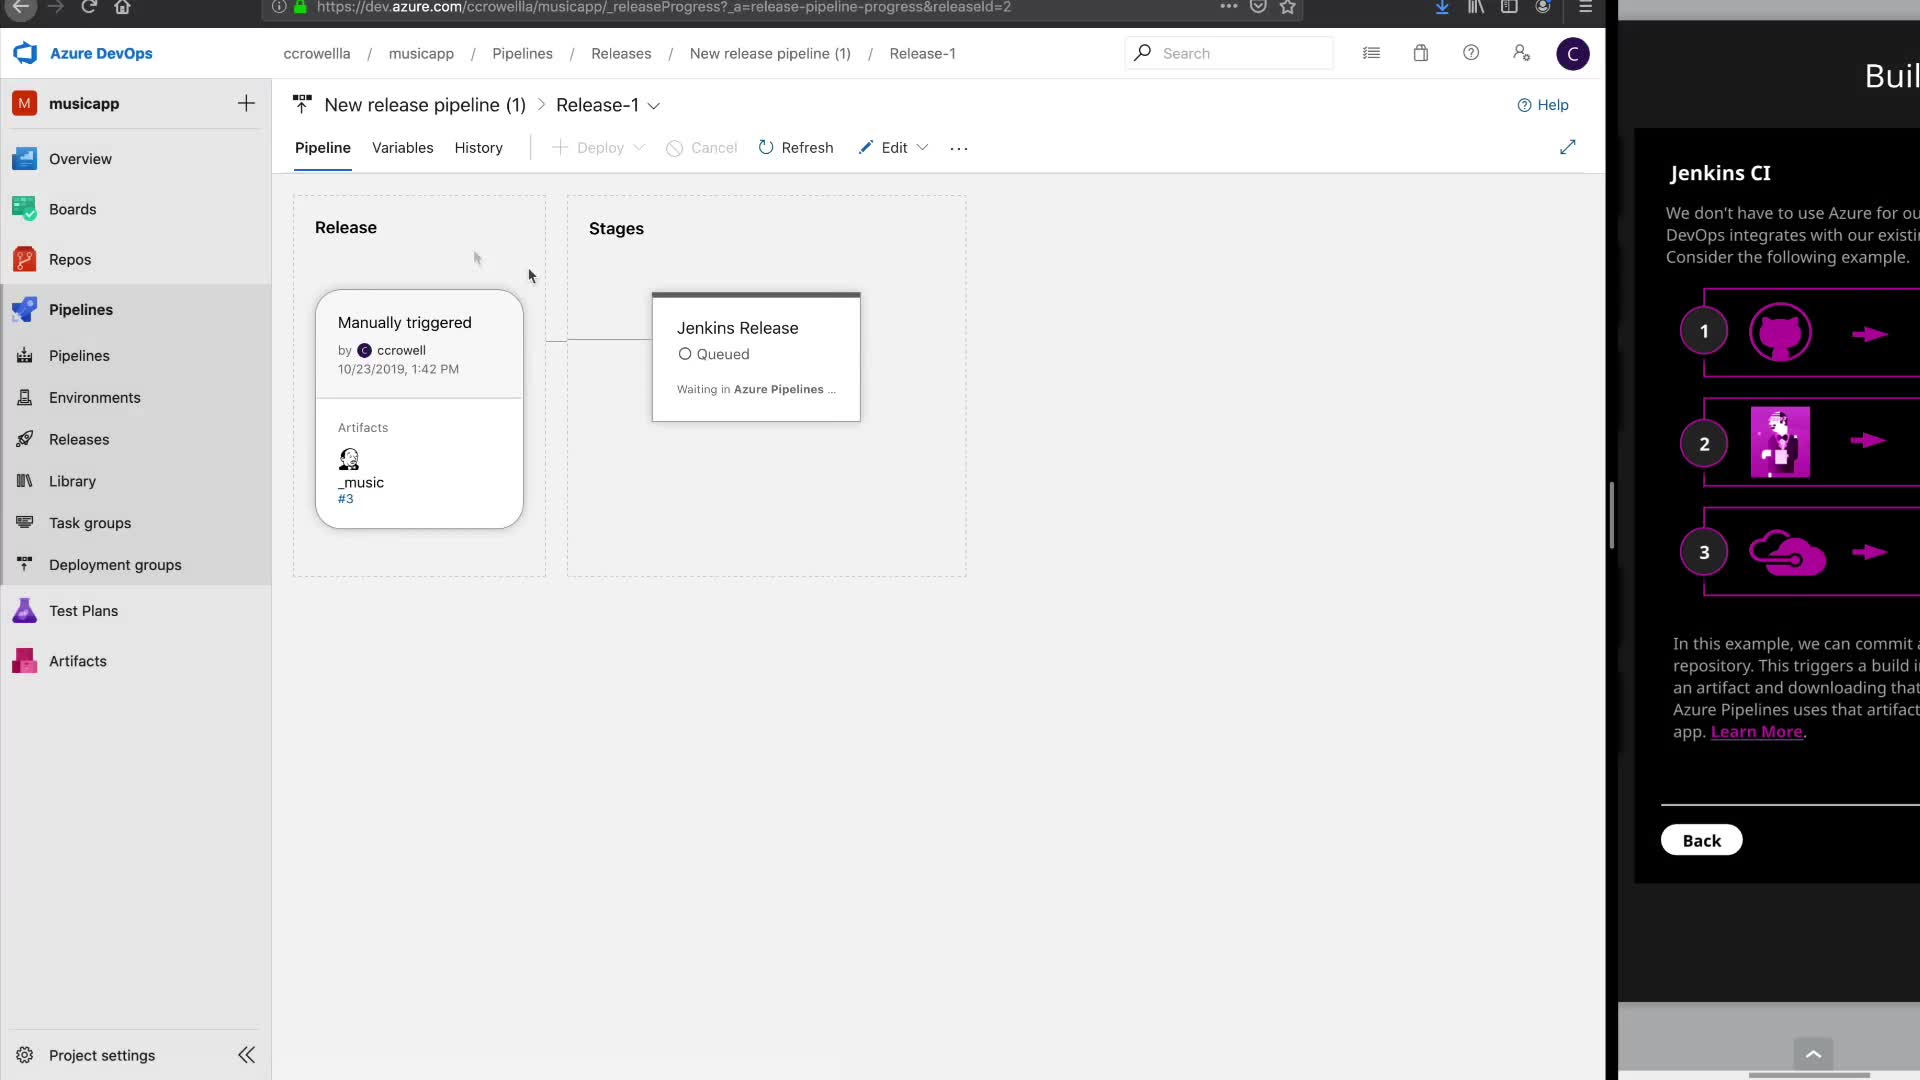 https://dev.azure.com/ccrowellla/musicapp/_releaseProgress?_a=release-pipeline-progress&releaseId=2
Azure DevOps
ccrowellla / musicapp / Pipelines / Releases / New release pipeline (1) / Release-1
Search
C
M musicapp
New release pipeline (1) > Release-1
Help
Pipeline Variables History Deploy Cancel Refresh Edit ...
Overview
Boards
Repos
Pipelines
Pipelines
Environments
Releases
Library
Task groups
Deployment groups
Test Plans
Artifacts
Project settings
Release
Manually triggered
by C ccrowell
10/23/2019, 1:42 PM
Artifacts
_music
#3
Stages
Jenkins Release
Queued
Waiting in Azure Pipelines ...
Jenkins CI
We don't have to use Azure for
DevOps integrates with our
Consider the following example.
1
2
3
In this example, we can commit
repository. This triggers a build
an artifact and downloading that
Azure Pipelines uses that artifact
app. Learn More.
Back